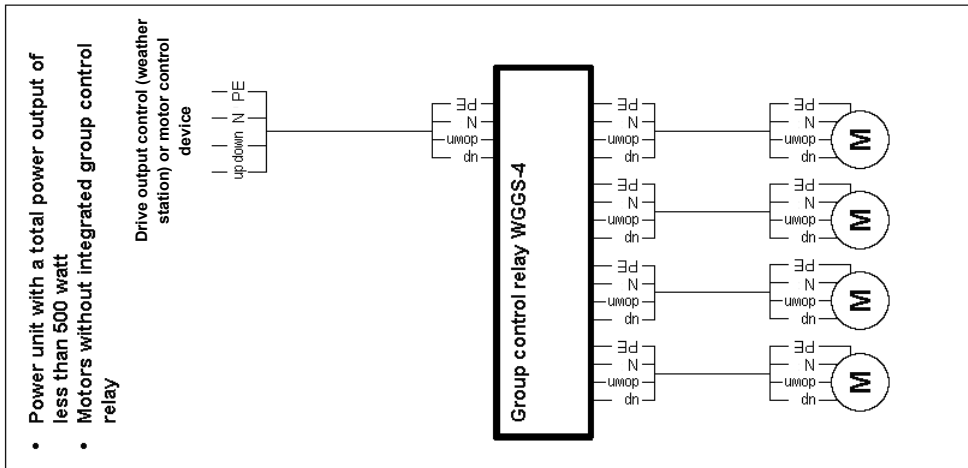 • Power unit with a total power output of
less than 500 watt
• Motors without integrated group control
relay
Drive output control (weather
station) or motor control
device
up down N PE
PE
N
down
up
Group control relay WGGS-4
PE
N
down
up
PE
N
down
up
M
PE
N
down
up
PE
N
down
up
M
PE
N
down
up
PE
N
down
up
M
PE
N
down
up
PE
N
down
up
M